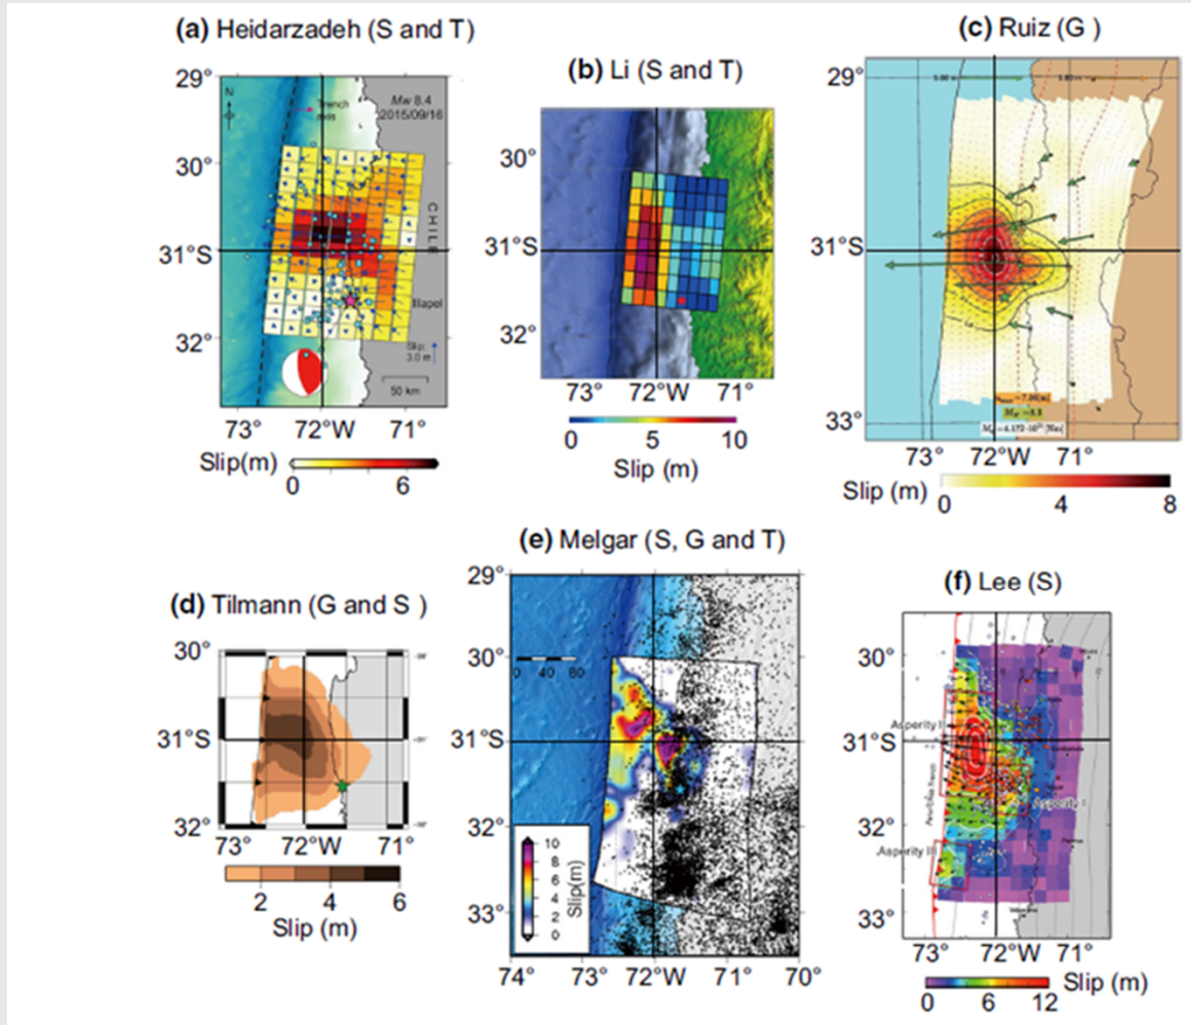 (a) Heidarzadeh (S and T)
29°
30°
31°S
32°
N
Trench
axis
Mw 8.4
2015/09/16
CHILE
Illapel
Slip:
3.0 m
50 km
73° 72°W 71°
Slip(m)
0 6
(b) Li (S and T)
30°
31°S
32°
73° 72°W 71°
0 5 10
Slip (m)
(c) Ruiz (G )
29°
31°S
33°
73° 72°W 71°
Slip (m)
0 4 8
(d) Tilmann (G and S )
30°
31°S
32°
73° 72°W 71°
2 4 6
Slip (m)
(e) Melgar (S, G and T)
29°
30°
31°S
32°
33°
0 40 80
10
8
6
4
2
0
Slip(m)
74° 73° 72°W 71° 70°
(f) Lee (S)
30°
31°S
32°
33°
Asperity II
Asperity I
Asperity III
73° 72°W 71°
0 6 12
Slip (m)